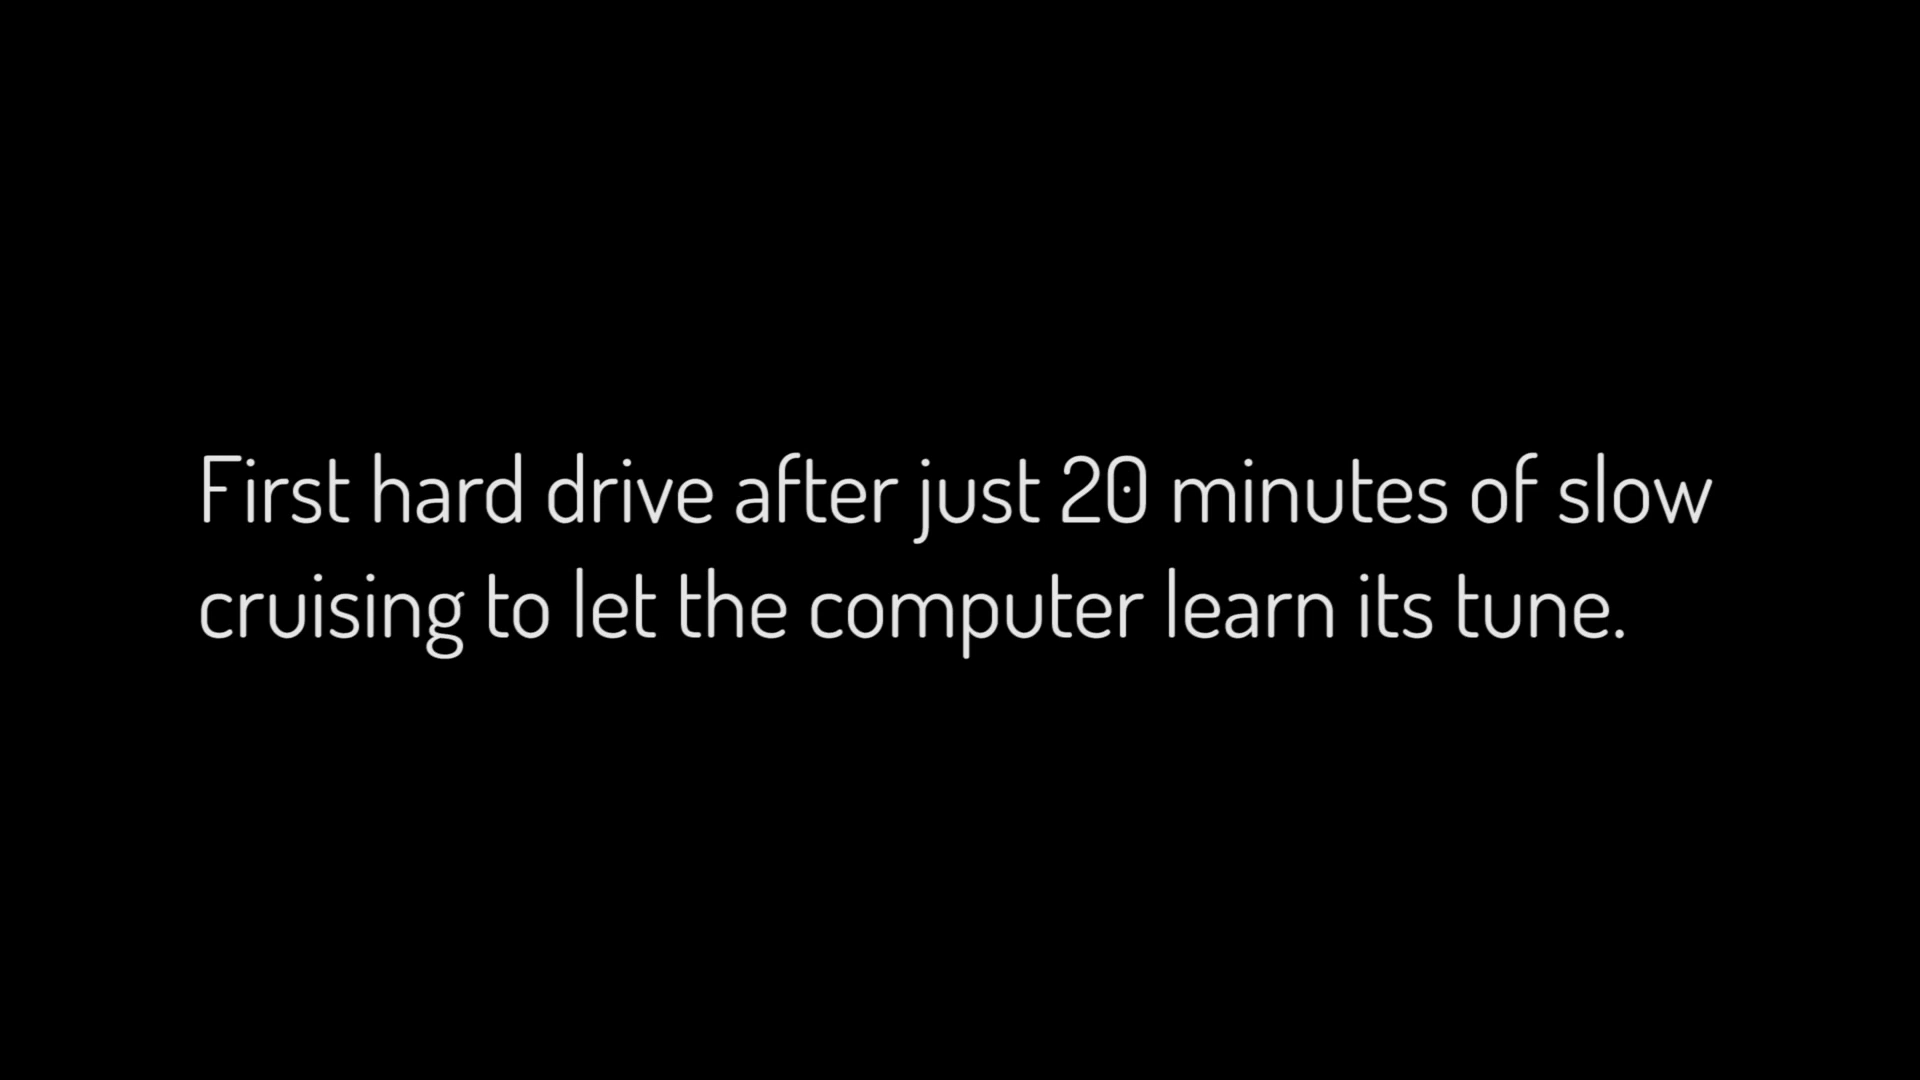 First hard drive after just 20 minutes of slow
cruising to let the computer learn its tune.